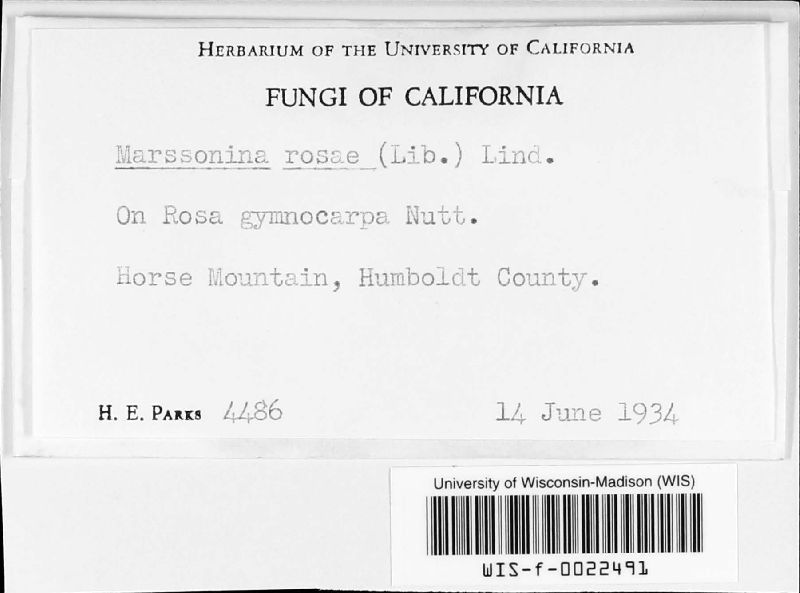 Herbarium of the University of California
FUNGI OF CALIFORNIA
Marssonina rosae (Lib.) Lind.
On Rosa gymnocarpa Nutt.
Horse Mountain, Humboldt County.
H. E. Parks 4486 14 June 1934
University of Wisconsin-Madison (WIS)
WIS-f-0022491